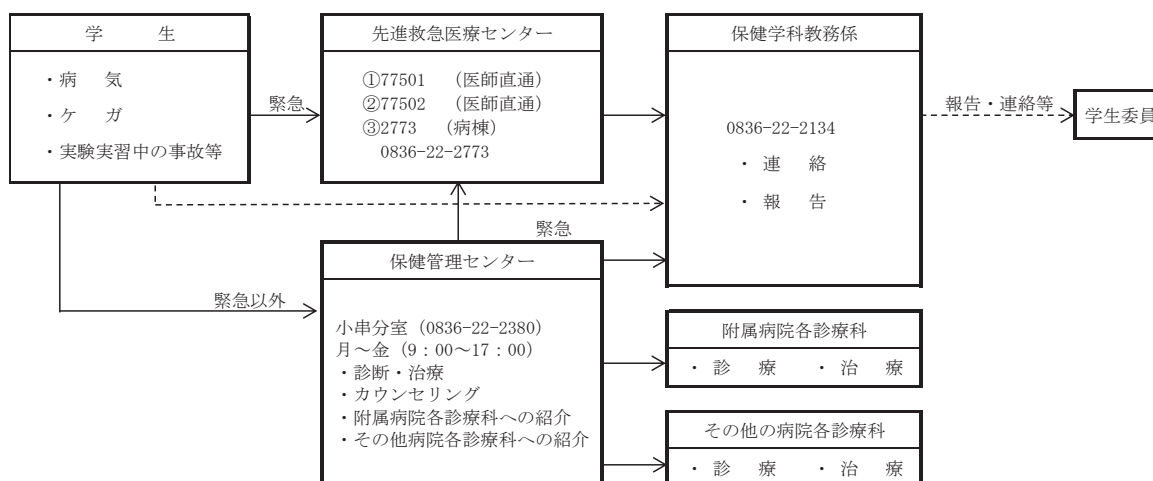 学 生
・病 気
・ケ ガ
・実験実習中の事故等
緊急
先進救急医療センター
①77501 (医師直通)
②77502 (医師直通)
③2773 (病棟)
0836-22-2773
保健学科教務係
0836-22-2134
・ 連 絡
・ 報 告
報告・連絡等
学生委員
緊急
緊急以外
保健管理センター
小串分室 (0836-22-2380)
月～金 (9：00～17：00)
・診断・治療
・カウンセリング
・附属病院各診療科への紹介
・その他病院各診療科への紹介
附属病院各診療科
・ 診 療 ・ 治 療
その他の病院各診療科
・ 診 療 ・ 治 療